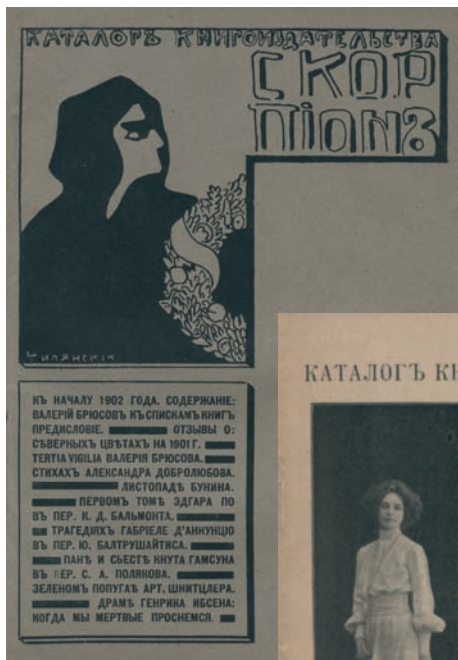 КАТАЛОГЪ КНИГОИЗДАТЕЛЬСТВА
СКОР
ПІОНЪ
КЪ НАЧАЛУ 1902 ГОДА. СОДЕРЖАНІЕ:
ВАЛЕРІЙ БРЮСОВЪ КЪ СПИСКАМЪ КНИГЪ
ПРЕДИСЛОВІЕ. ОТЗЫВЫ О:
СѢВЕРНЫХЪ ЦВѢТАХЪ НА 1901 Г.
TERTIA VIGILIA ВАЛЕРІЯ БРЮСОВА.
СТИХАХЪ АЛЕКСАНДРА ДОБРОЛЮБОВА.
ЛИСТОПАДѢ БУНИНА.
ПЕРВОМЪ ТОМѢ ЭДГАРА ПО
ВЪ ПЕР. К. Д. БАЛЬМОНТА.
ТРАГЕДІЯХЪ ГАБРІЕЛЕ Д'АННУНЦІО
ВЪ ПЕР. Ю. БАЛТРУШАЙТИСА.
ПАНѢ И СЬЕСТѢ КНУТА ГАМСУНА
ВЪ ПЕР. С. А. ПОЛЯКОВА.
ЗЕЛЕНОМЪ ПОПУГАѢ АРТ. ШНИТЦЛЕРА.
ДРАМѢ ГЕНРИКА ИБСЕНА:
КОГДА МЫ МЕРТВЫЕ ПРОСНЕМСЯ.
КАТАЛОГЪ КН